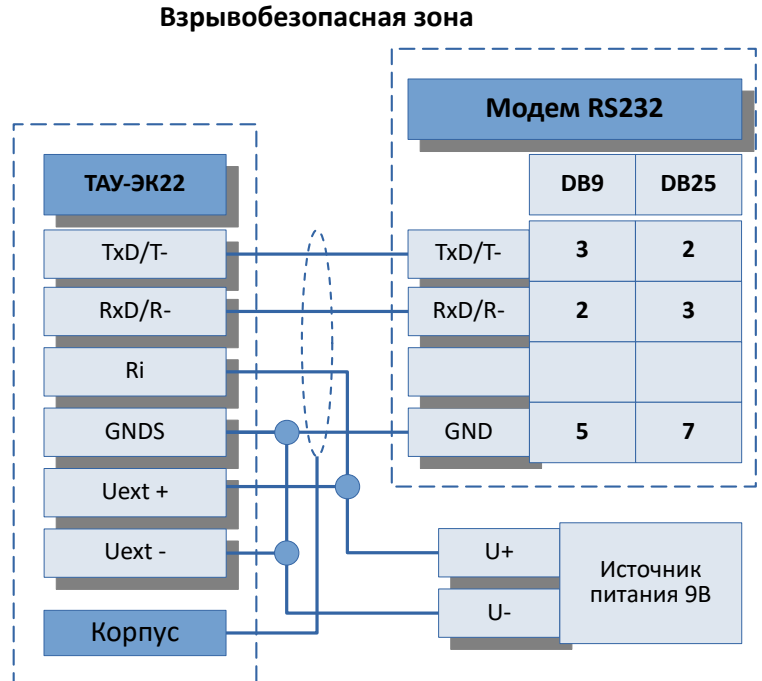 Взрывобезопасная зона
Модем RS232
ТАУ-ЭК22
DB9 DB25
TxD/T- TxD/T- 3 2
RxD/R- RxD/R- 2 3
Ri
GNDS GND 5 7
Uext +
Uext - U+
Источник
питания 9В
U-
Корпус